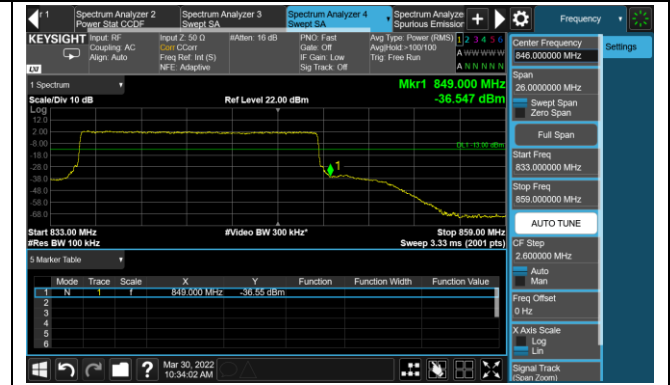 r 1
Spectrum Analyzer 2
Power Stat CCDF
Spectrum Analyzer 3
Swept SA
Spectrum Analyzer 4
Swept SA
Spectrum Analyze
Spurious Emission
Frequency
KEYSIGHT
LXI
Input: RF
Coupling: AC
Align: Auto
Input Z: 50 Ω
Corr CCorr
Freq Ref: Int (S)
NFE: Adaptive
#Atten: 16 dB
PNO: Fast
Gate: Off
IF Gain: Low
Sig Track: Off
Avg Type: Power (RMS)
Avg|Hold:>100/100
Trig: Free Run
1 2 3 4 5 6
A W W W W W
A N N N N N
1 Spectrum
Scale/Div 10 dB
Ref Level 22.00 dBm
Mkr1 849.000 MHz
-36.547 dBm
Log
12.0
2.00
-8.00
-18.0
-28.0
-38.0
-48.0
-58.0
-68.0
DL1 -13.00 dBm
1
Start 833.00 MHz
#Res BW 100 kHz
#Video BW 300 kHz*
Stop 859.00 MHz
Sweep 3.33 ms (2001 pts)
5 Marker Table
Mode Trace Scale X Y Function Function Width Function Value
1 N 1 f 849.000 MHz -36.55 dBm
2
3
4
5
6
Mar 30, 2022
10:34:02 AM
Center Frequency
846.000000 MHz
Settings
Span
26.0000000 MHz
Swept Span
Zero Span
Full Span
Start Freq
833.000000 MHz
Stop Freq
859.000000 MHz
AUTO TUNE
CF Step
2.600000 MHz
Auto
Man
Freq Offset
0 Hz
X Axis Scale
Log
Lin
Signal Track
(Span Zoom)